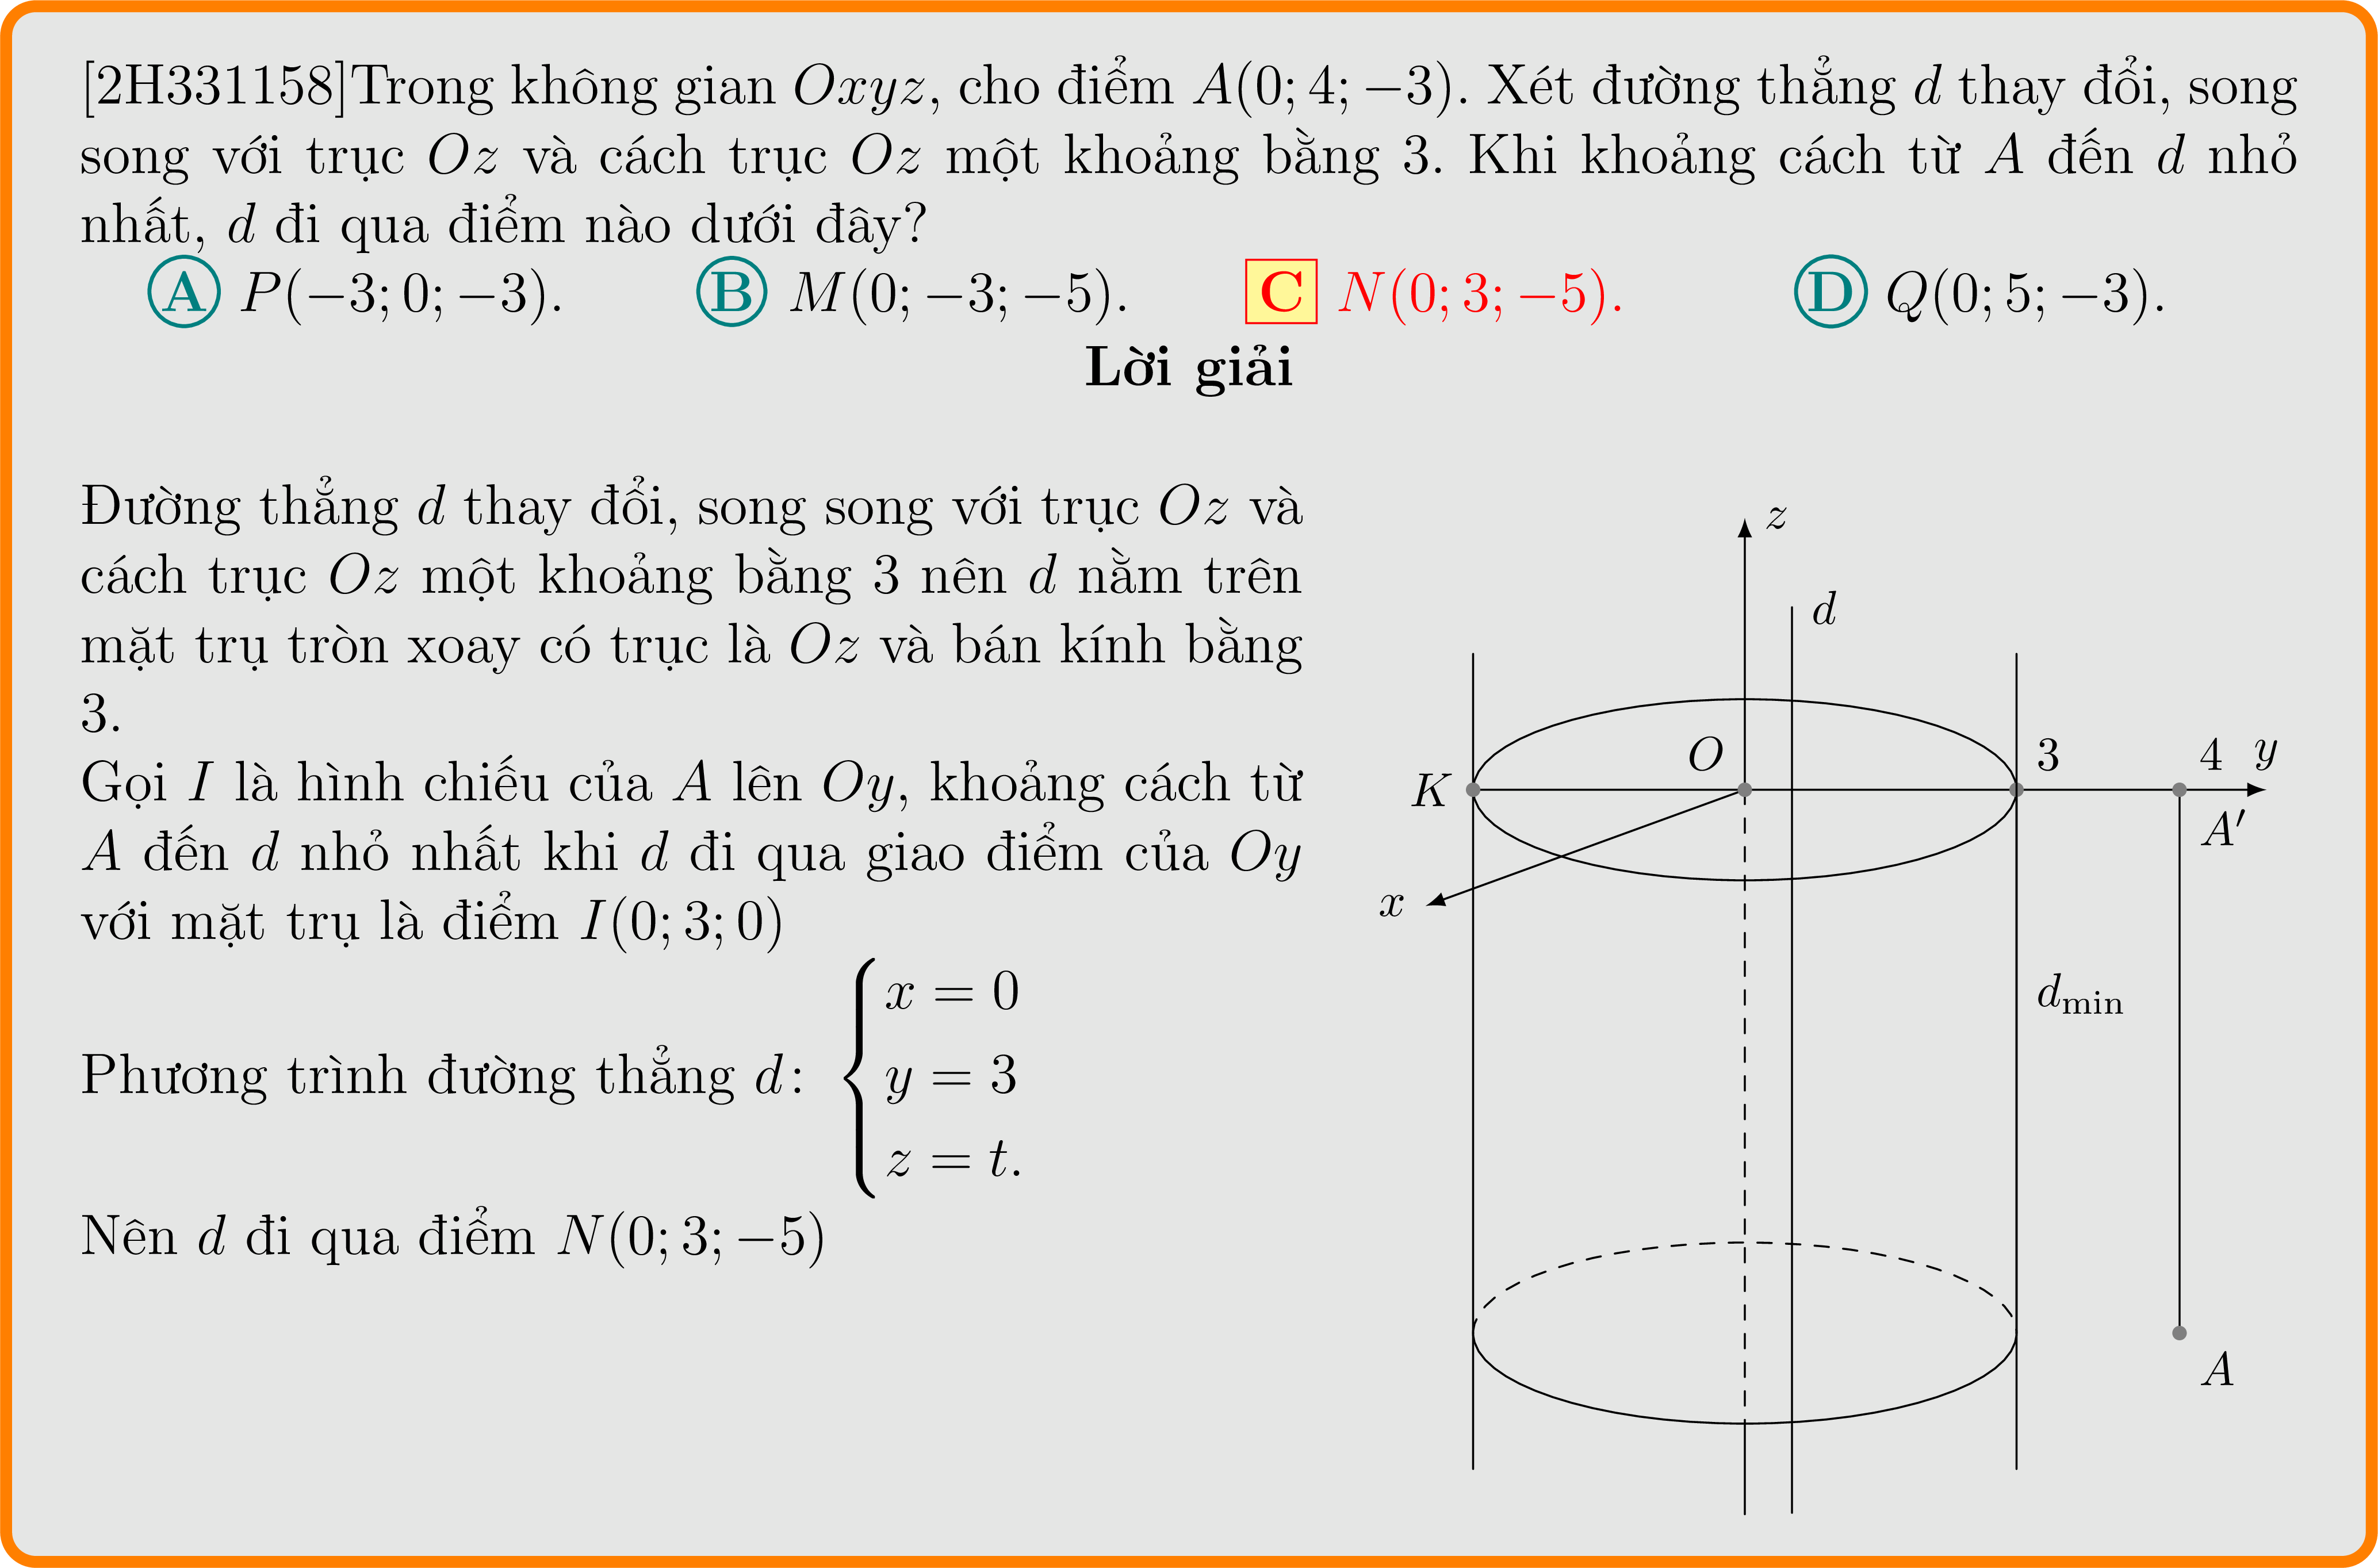 [2H331158]Trong không gian Oxyz, cho điểm A(0; 4; −3). Xét đường thẳng d thay đổi, song
song với trục Oz và cách trục Oz một khoảng bằng 3. Khi khoảng cách từ A đến d nhỏ
nhất, d đi qua điểm nào dưới đây?
A P(−3; 0; −3). B M(0; −3; −5). C N(0; 3; −5). D Q(0; 5; −3).
Lời giải
Đường thẳng d thay đổi, song song với trục Oz và
cách trục Oz một khoảng bằng 3 nên d nằm trên
mặt trụ tròn xoay có trục là Oz và bán kính bằng
3.
Gọi I là hình chiếu của A lên Oy, khoảng cách từ
A đến d nhỏ nhất khi d đi qua giao điểm của Oy
với mặt trụ là điểm I(0; 3; 0)
x = 0
Phương trình đường thẳng d: { y = 3
z = t.
Nên d đi qua điểm N(0; 3; −5)
z
d
O
3
4
y
K
A′
x
d_min
A